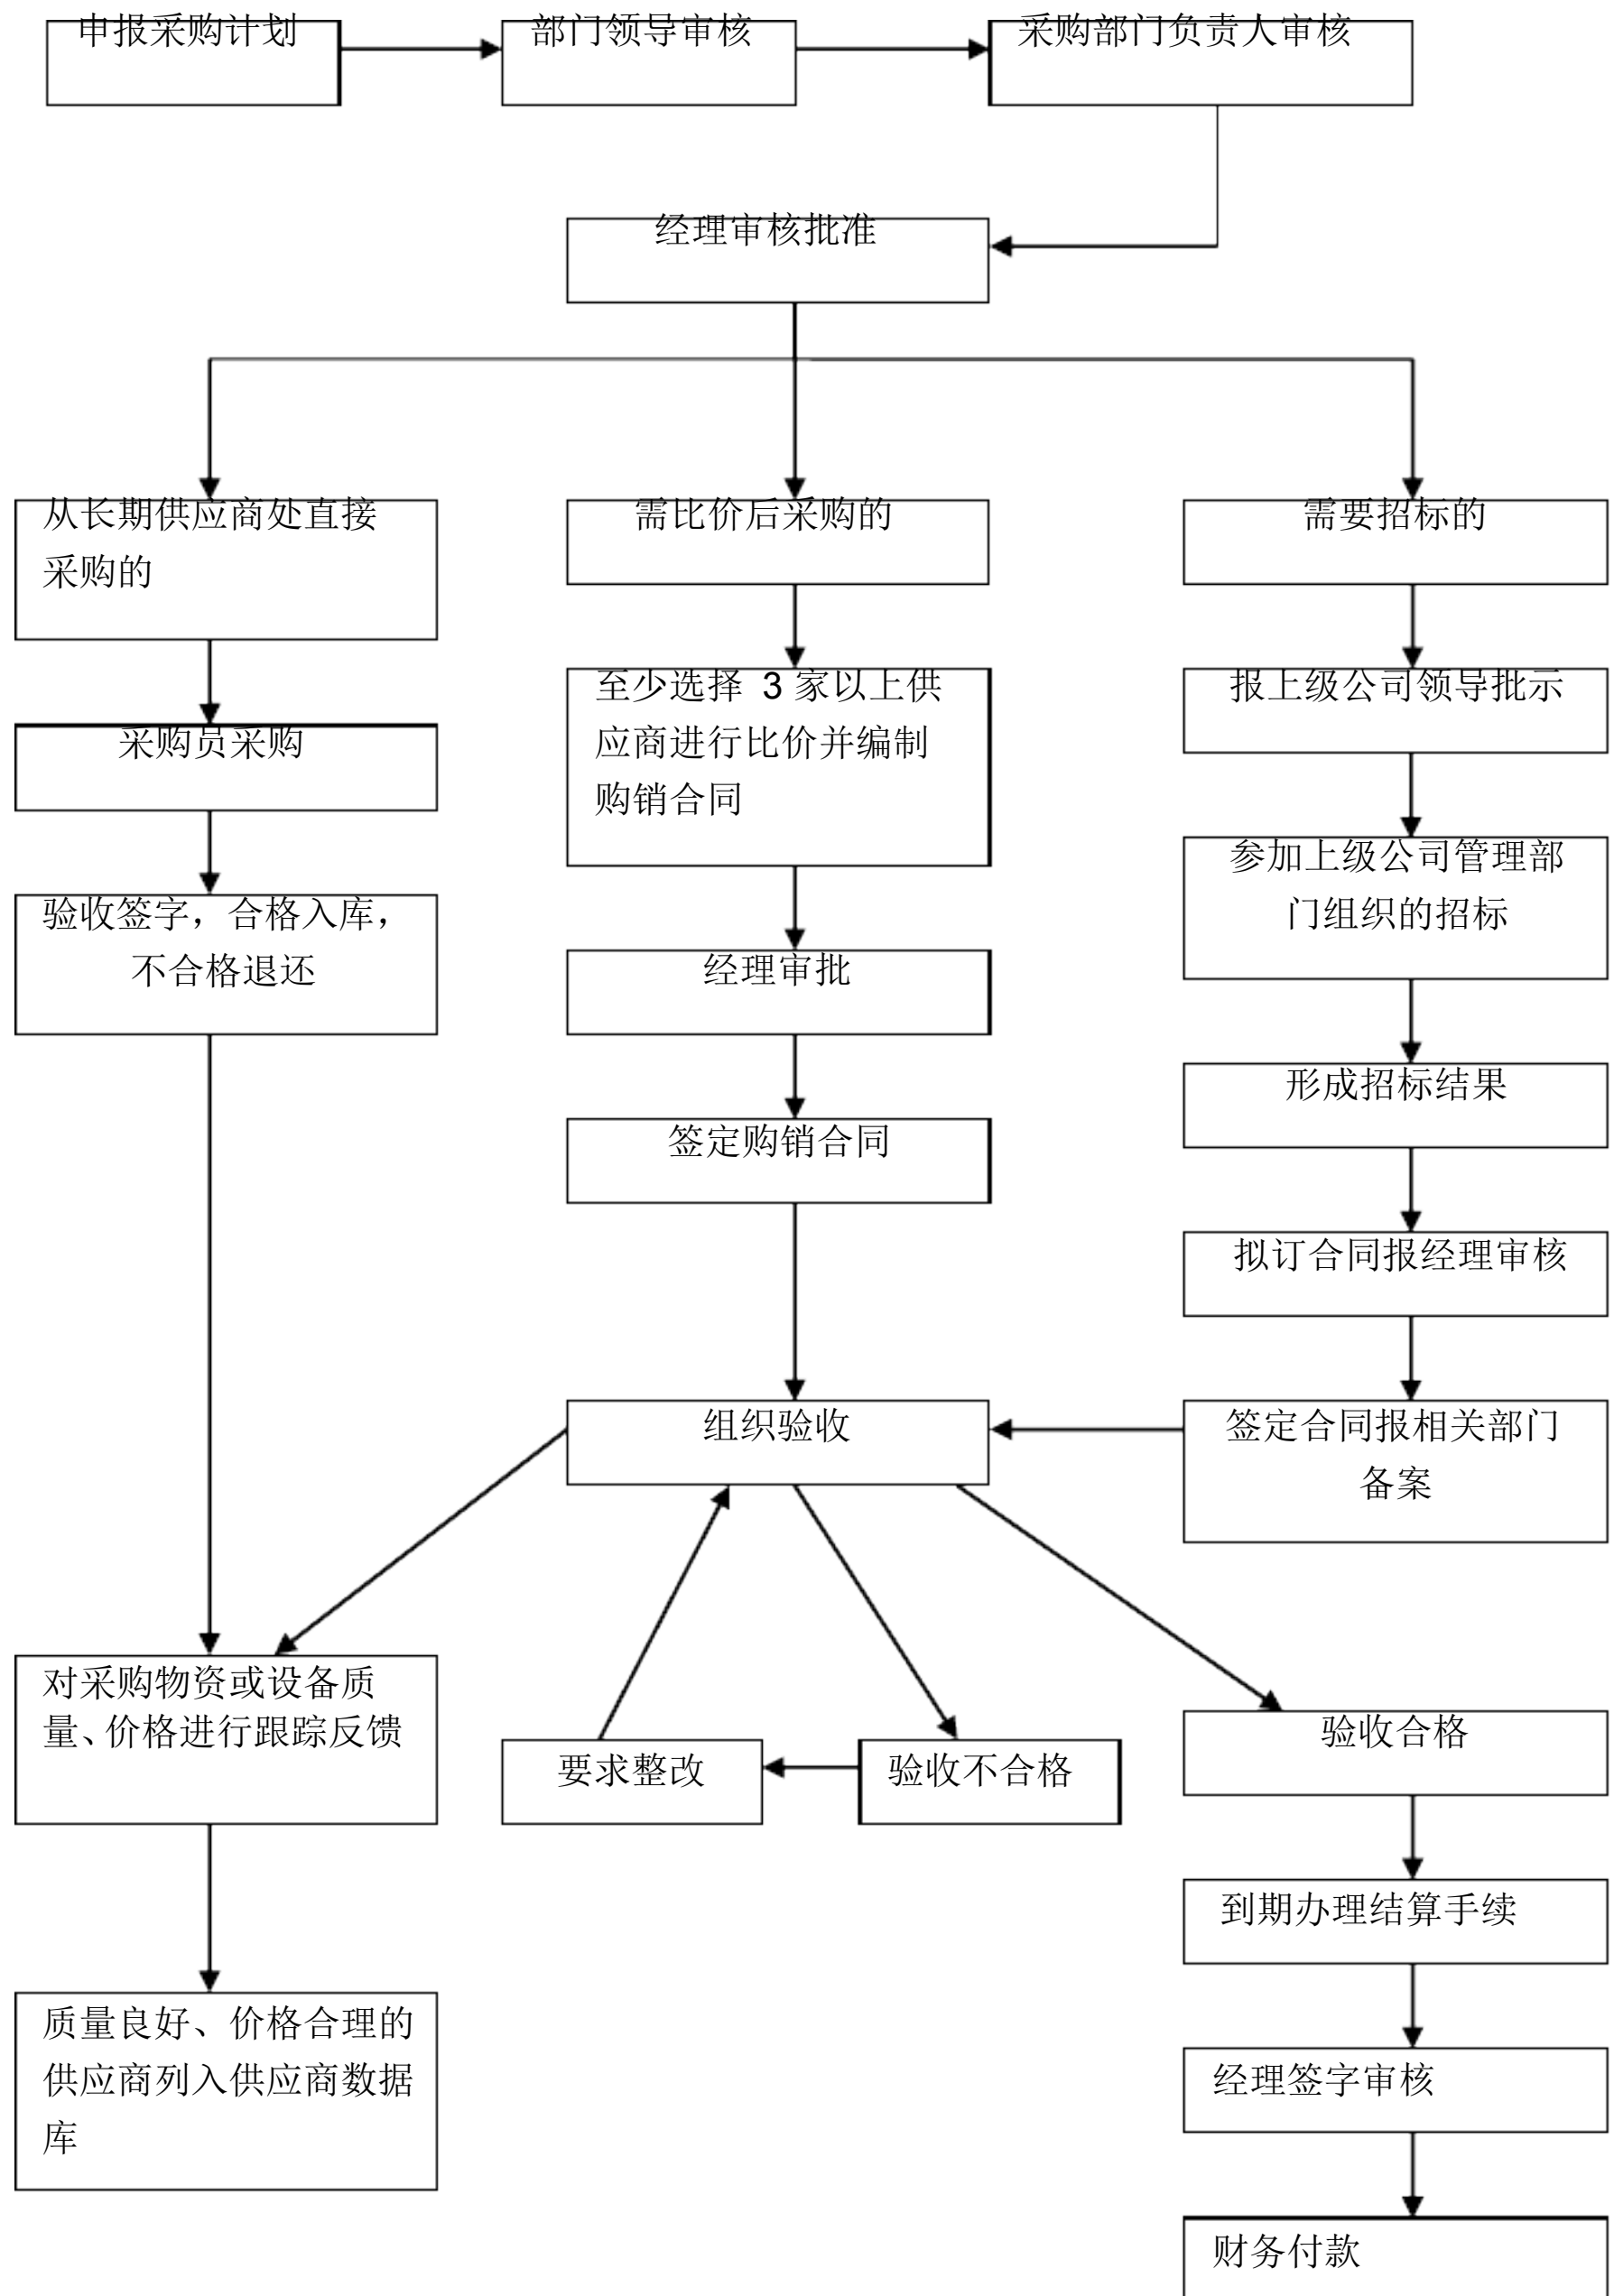 申报采购计划
部门领导审核
采购部门负责人审核
经理审核批准
从长期供应商处直接
采购的
需比价后采购的
需要招标的
至少选择 3 家以上供
应商进行比价并编制
购销合同
报上级公司领导批示
采购员采购
参加上级公司管理部
门组织的招标
验收签字，合格入库，
不合格退还
经理审批
形成招标结果
签定购销合同
拟订合同报经理审核
组织验收
签定合同报相关部门
备案
对采购物资或设备质
量、价格进行跟踪反馈
要求整改
验收不合格
验收合格
到期办理结算手续
质量良好、价格合理的
供应商列入供应商数据
库
经理签字审核
财务付款